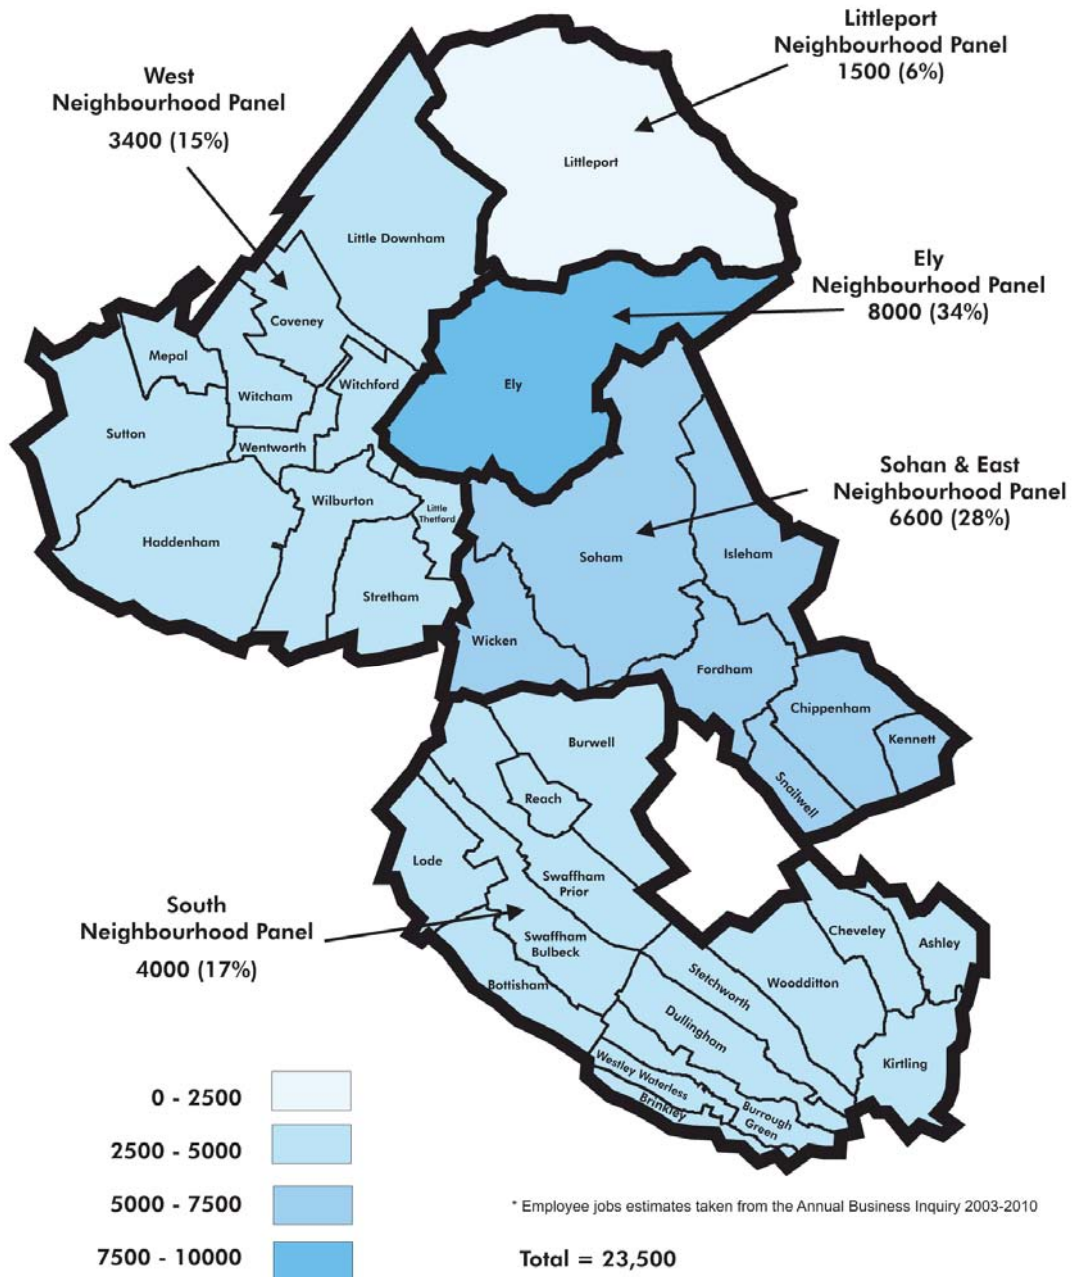 Littleport
Neighbourhood Panel
1500 (6%)
West
Neighbourhood Panel
3400 (15%)
Littleport
Little Downham
Ely
Neighbourhood Panel
8000 (34%)
Coveney
Mepal
Witchford
Ely
Witcham
Sutton
Wentworth
Sohan & East
Neighbourhood Panel
6600 (28%)
Wilburton
Little
Thetford
Haddenham
Soham
Isleham
Stretham
Wicken
Fordham
Chippenham
Kennett
Burwell
Snailwell
Reach
Lode
Swaffham
Prior
South
Neighbourhood Panel
4000 (17%)
Swaffham
Bulbeck
Cheveley
Ashley
Bottisham
Stetchworth
Woodditton
Dullingham
Kirtling
Westley Waterless
Brinkley
Burrough
Green
0 - 2500
2500 - 5000
5000 - 7500
7500 - 10000
* Employee jobs estimates taken from the Annual Business Inquiry 2003-2010
Total = 23,500